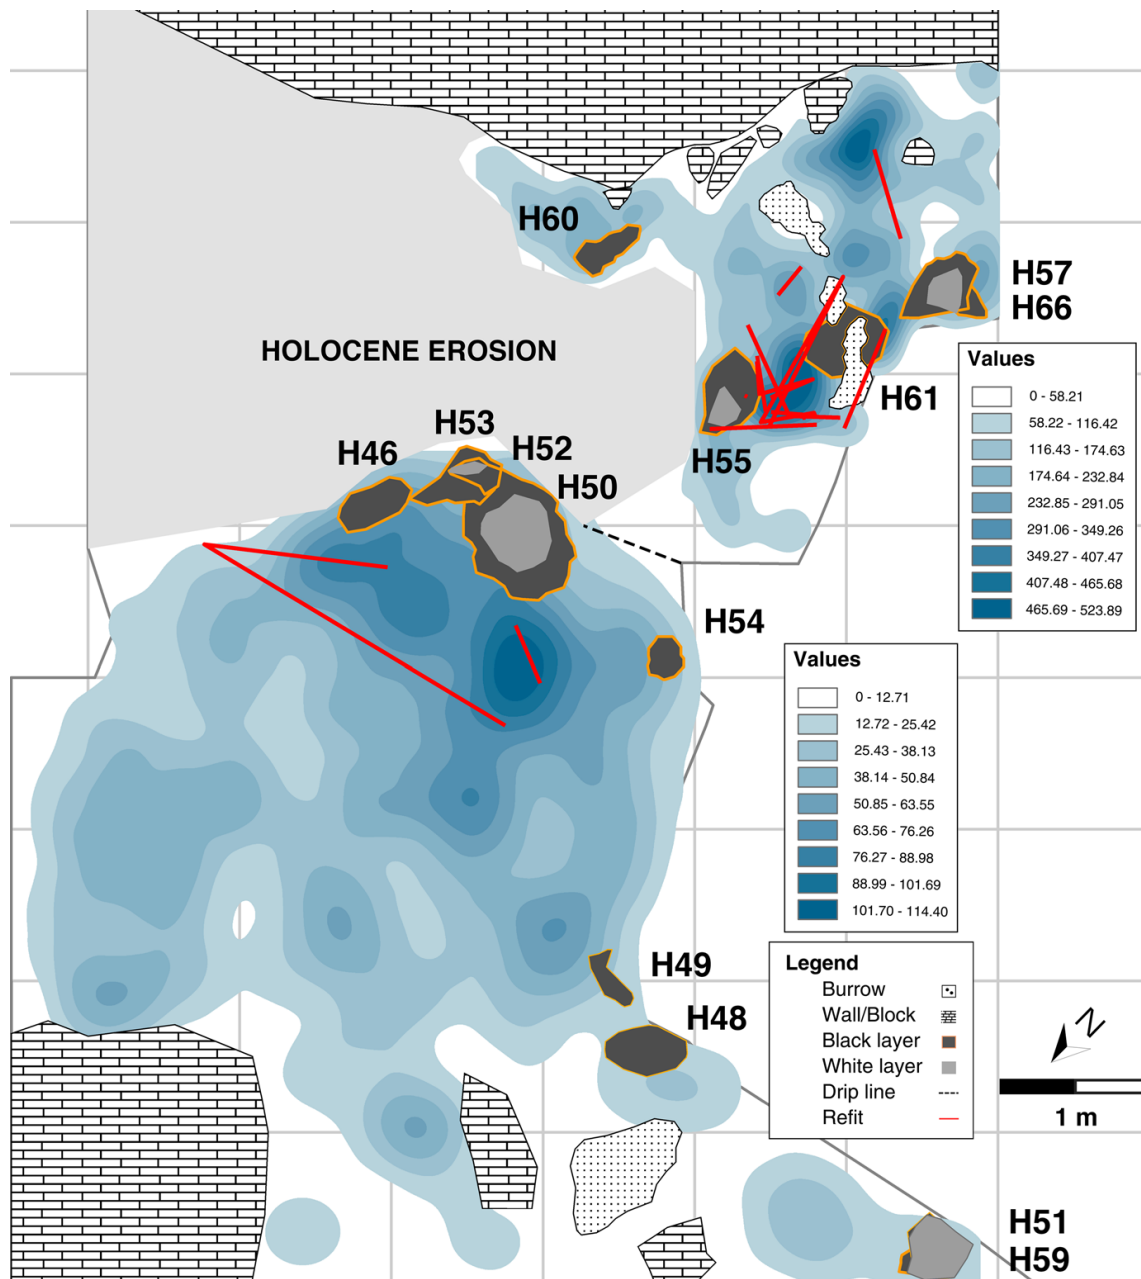 H60
H57
H66
HOLOCENE EROSION
H61
H53
H52
H46
H50
H55
Values
0 - 58.21
58.22 - 116.42
116.43 - 174.63
174.64 - 232.84
232.85 - 291.05
291.06 - 349.26
349.27 - 407.47
407.48 - 465.68
465.69 - 523.89
H54
Values
0 - 12.71
12.72 - 25.42
25.43 - 38.13
38.14 - 50.84
50.85 - 63.55
63.56 - 76.26
76.27 - 88.98
88.99 - 101.69
101.70 - 114.40
H49
H48
Legend
Burrow
Wall/Block
Black layer
White layer
Drip line
Refit
N
1 m
H51
H59